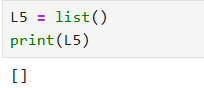 L5 = list()
print(L5)
[]